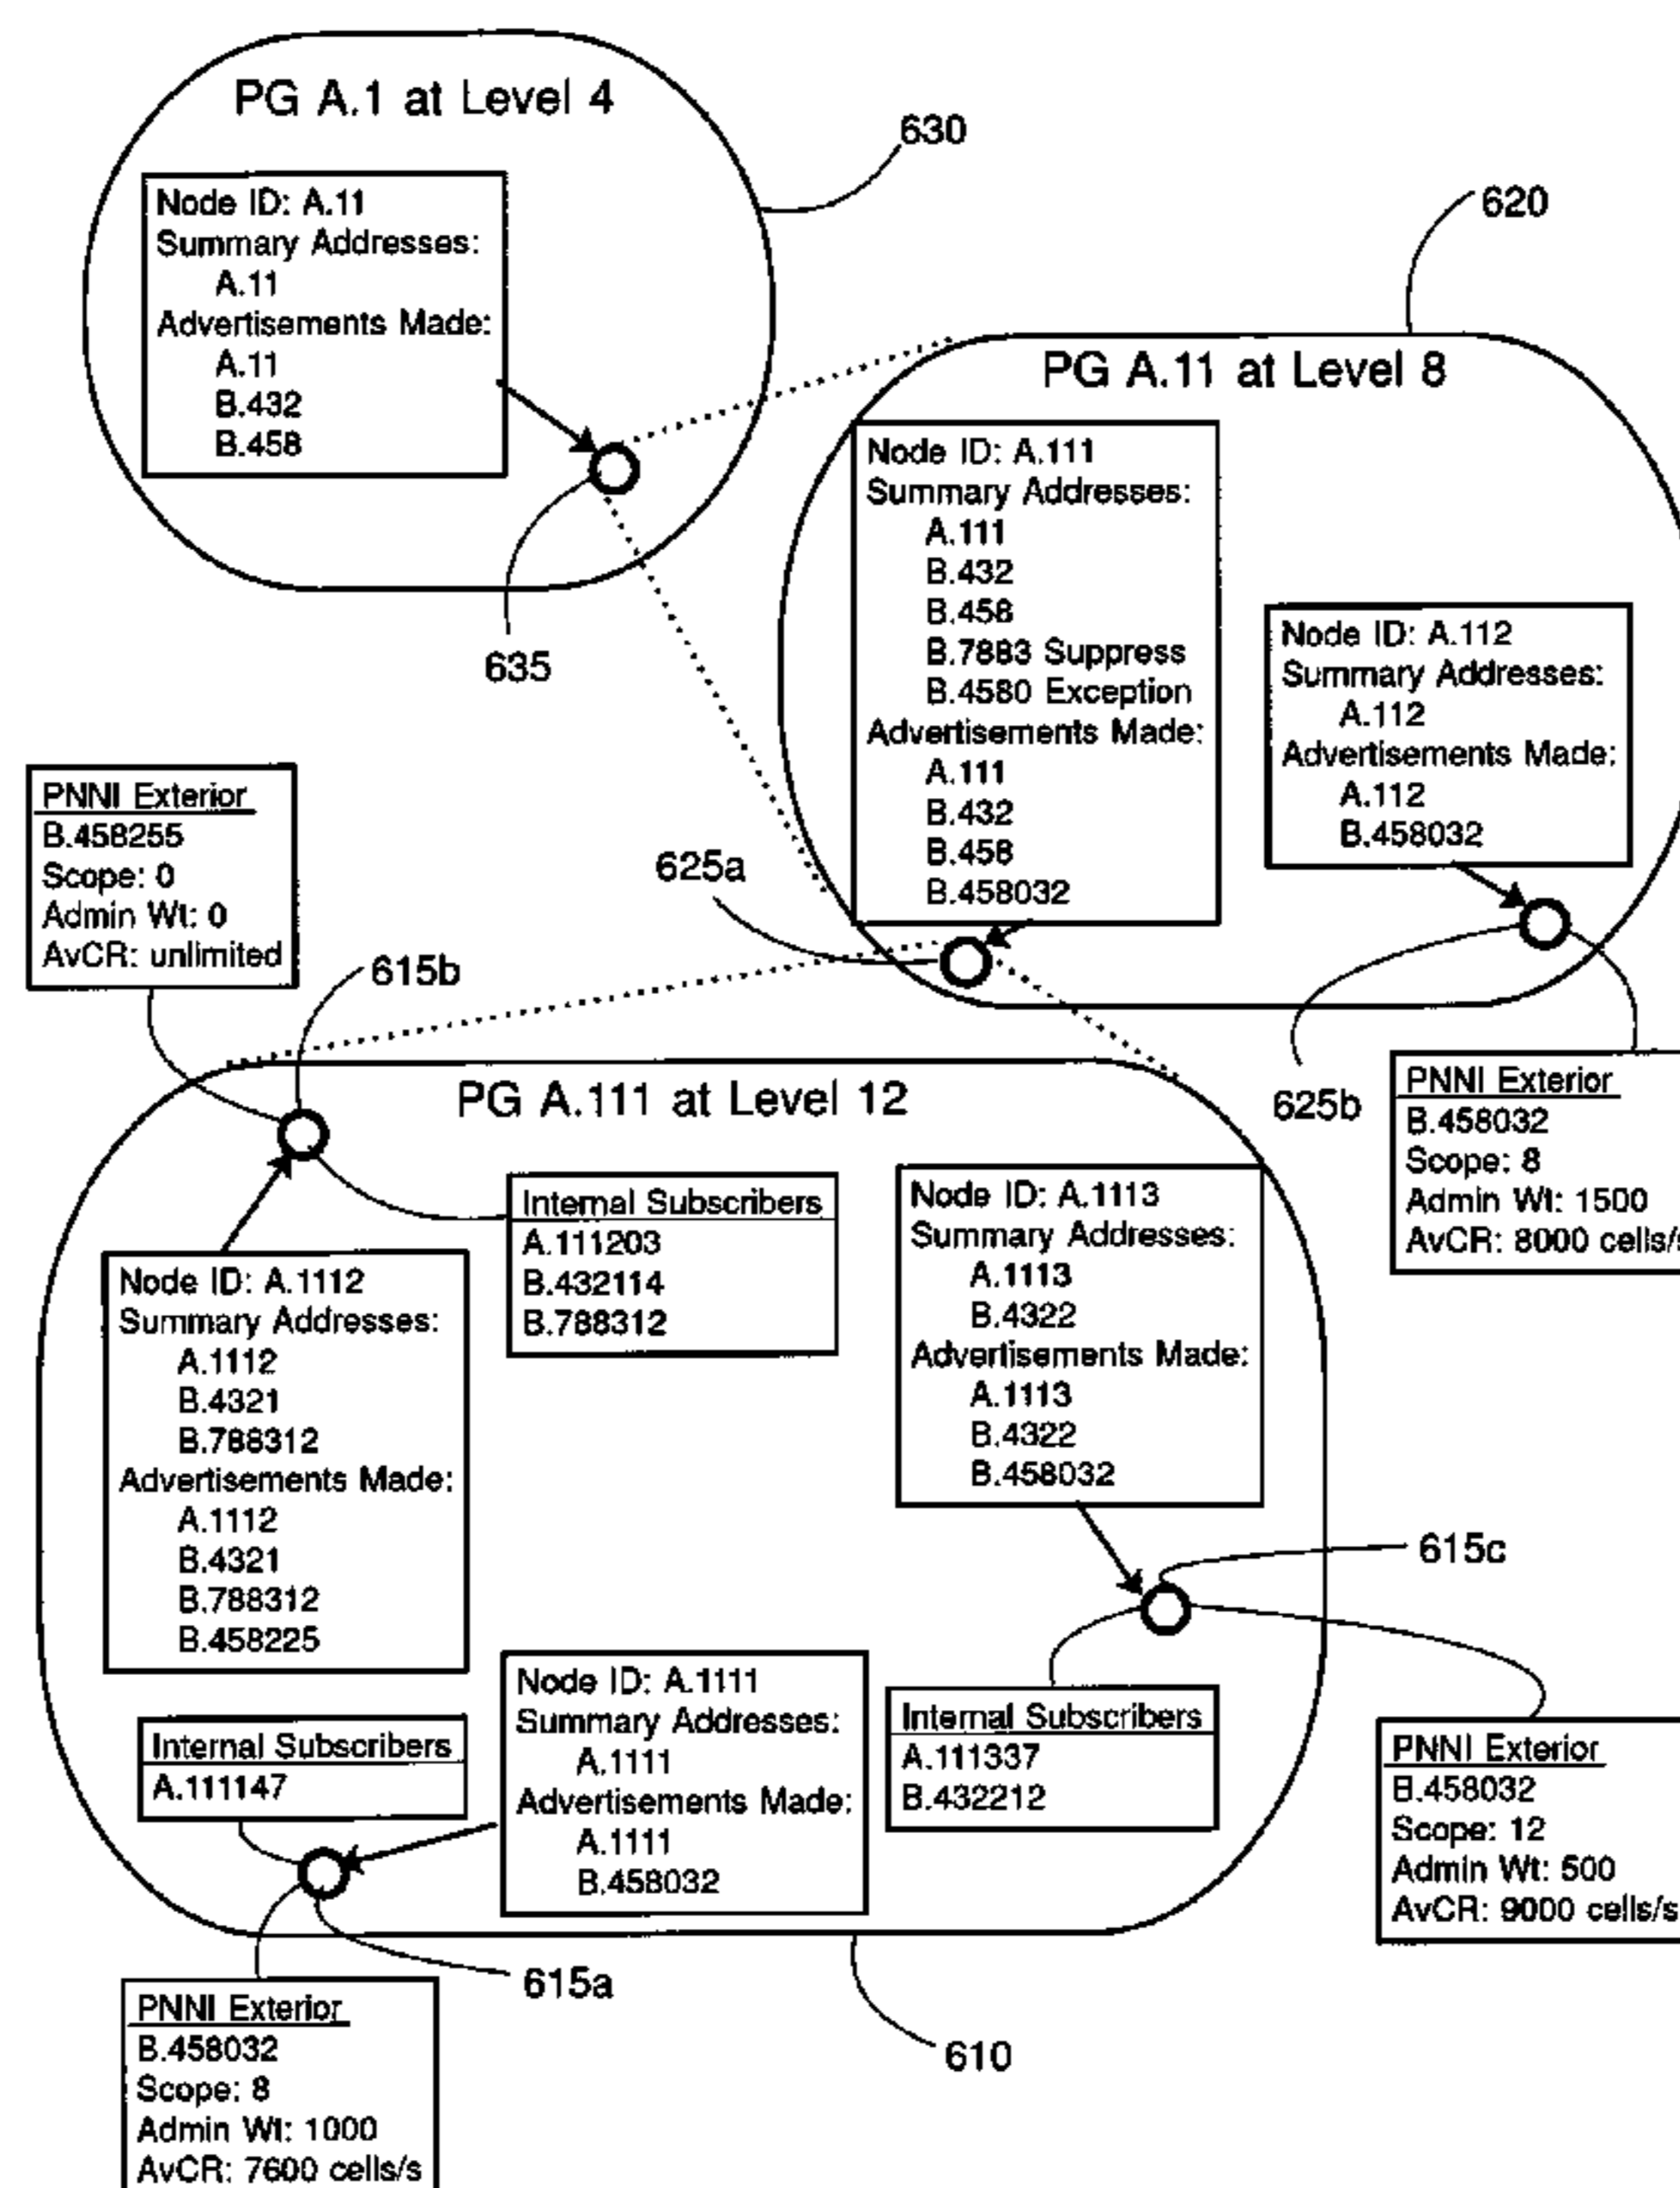 PG A.1 at Level 4
630
Node ID: A.11
Summary Addresses:
A.11
Advertisements Made:
A.11
B.432
B.458
635
620
PG A.11 at Level 8
Node ID: A.111
Summary Addresses:
A.111
B.432
B.458
B.7883 Suppress
B.4580 Exception
Advertisements Made:
A.111
B.432
B.458
B.458032
625a
Node ID: A.112
Summary Addresses:
A.112
Advertisements Made:
A.112
B.458032
625b
PNNI Exterior
B.458032
Scope: 8
Admin Wt: 1500
AvCR: 8000 cells/s
PNNI Exterior
B.458255
Scope: 0
Admin Wt: 0
AvCR: unlimited
615b
PG A.111 at Level 12
Internal Subscribers
A.111203
B.432114
B.788312
Node ID: A.1112
Summary Addresses:
A.1112
B.4321
B.788312
Advertisements Made:
A.1112
B.4321
B.788312
B.458225
Node ID: A.1113
Summary Addresses:
A.1113
B.4322
Advertisements Made:
A.1113
B.4322
B.458032
615c
Internal Subscribers
A.111147
Node ID: A.1111
Summary Addresses:
A.1111
Advertisements Made:
A.1111
B.458032
Internal Subscribers
A.111337
B.432212
PNNI Exterior
B.458032
Scope: 12
Admin Wt: 500
AvCR: 9000 cells/s
615a
610
PNNI Exterior
B.458032
Scope: 8
Admin Wt: 1000
AvCR: 7600 cells/s